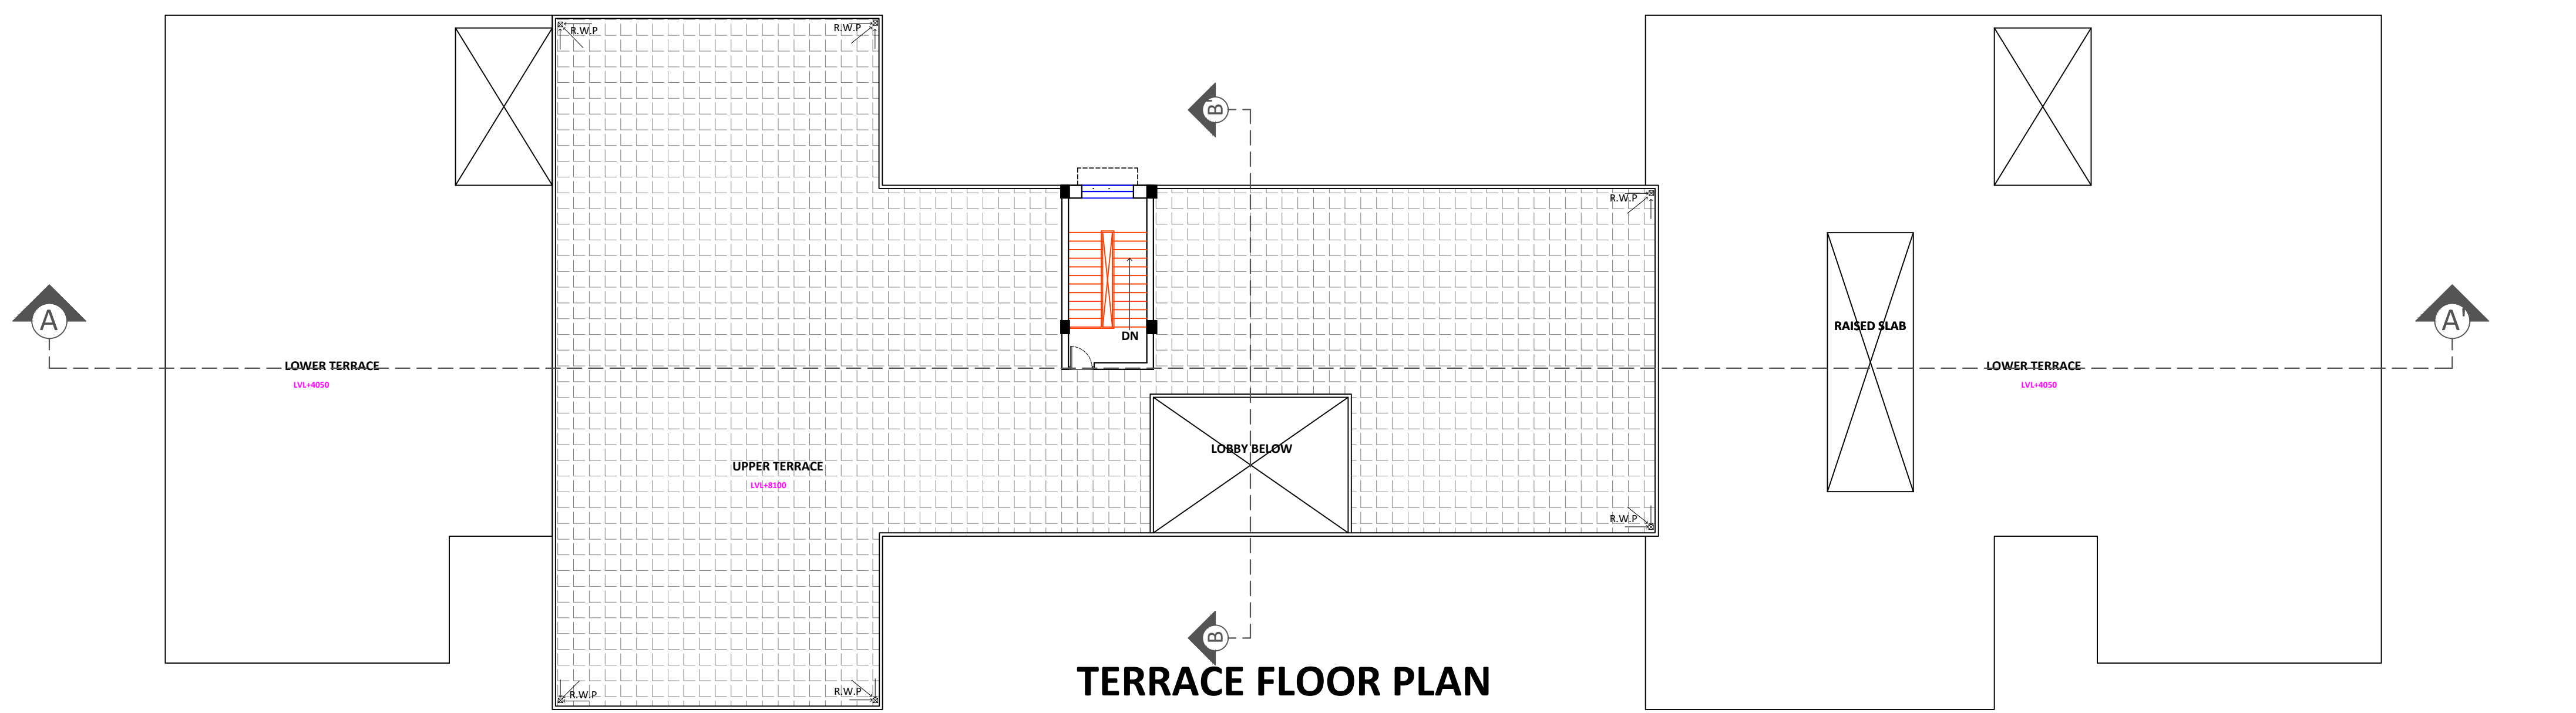 R.W.P
R.W.P
B'
R.W.P
A
A'
RAISED SLAB
DN
LOWER TERRACE
LVL+4050
LOWER TERRACE
LVL+4050
LOBBY BELOW
UPPER TERRACE
LVL+8100
R.W.P
B
R.W.P
R.W.P
TERRACE FLOOR PLAN